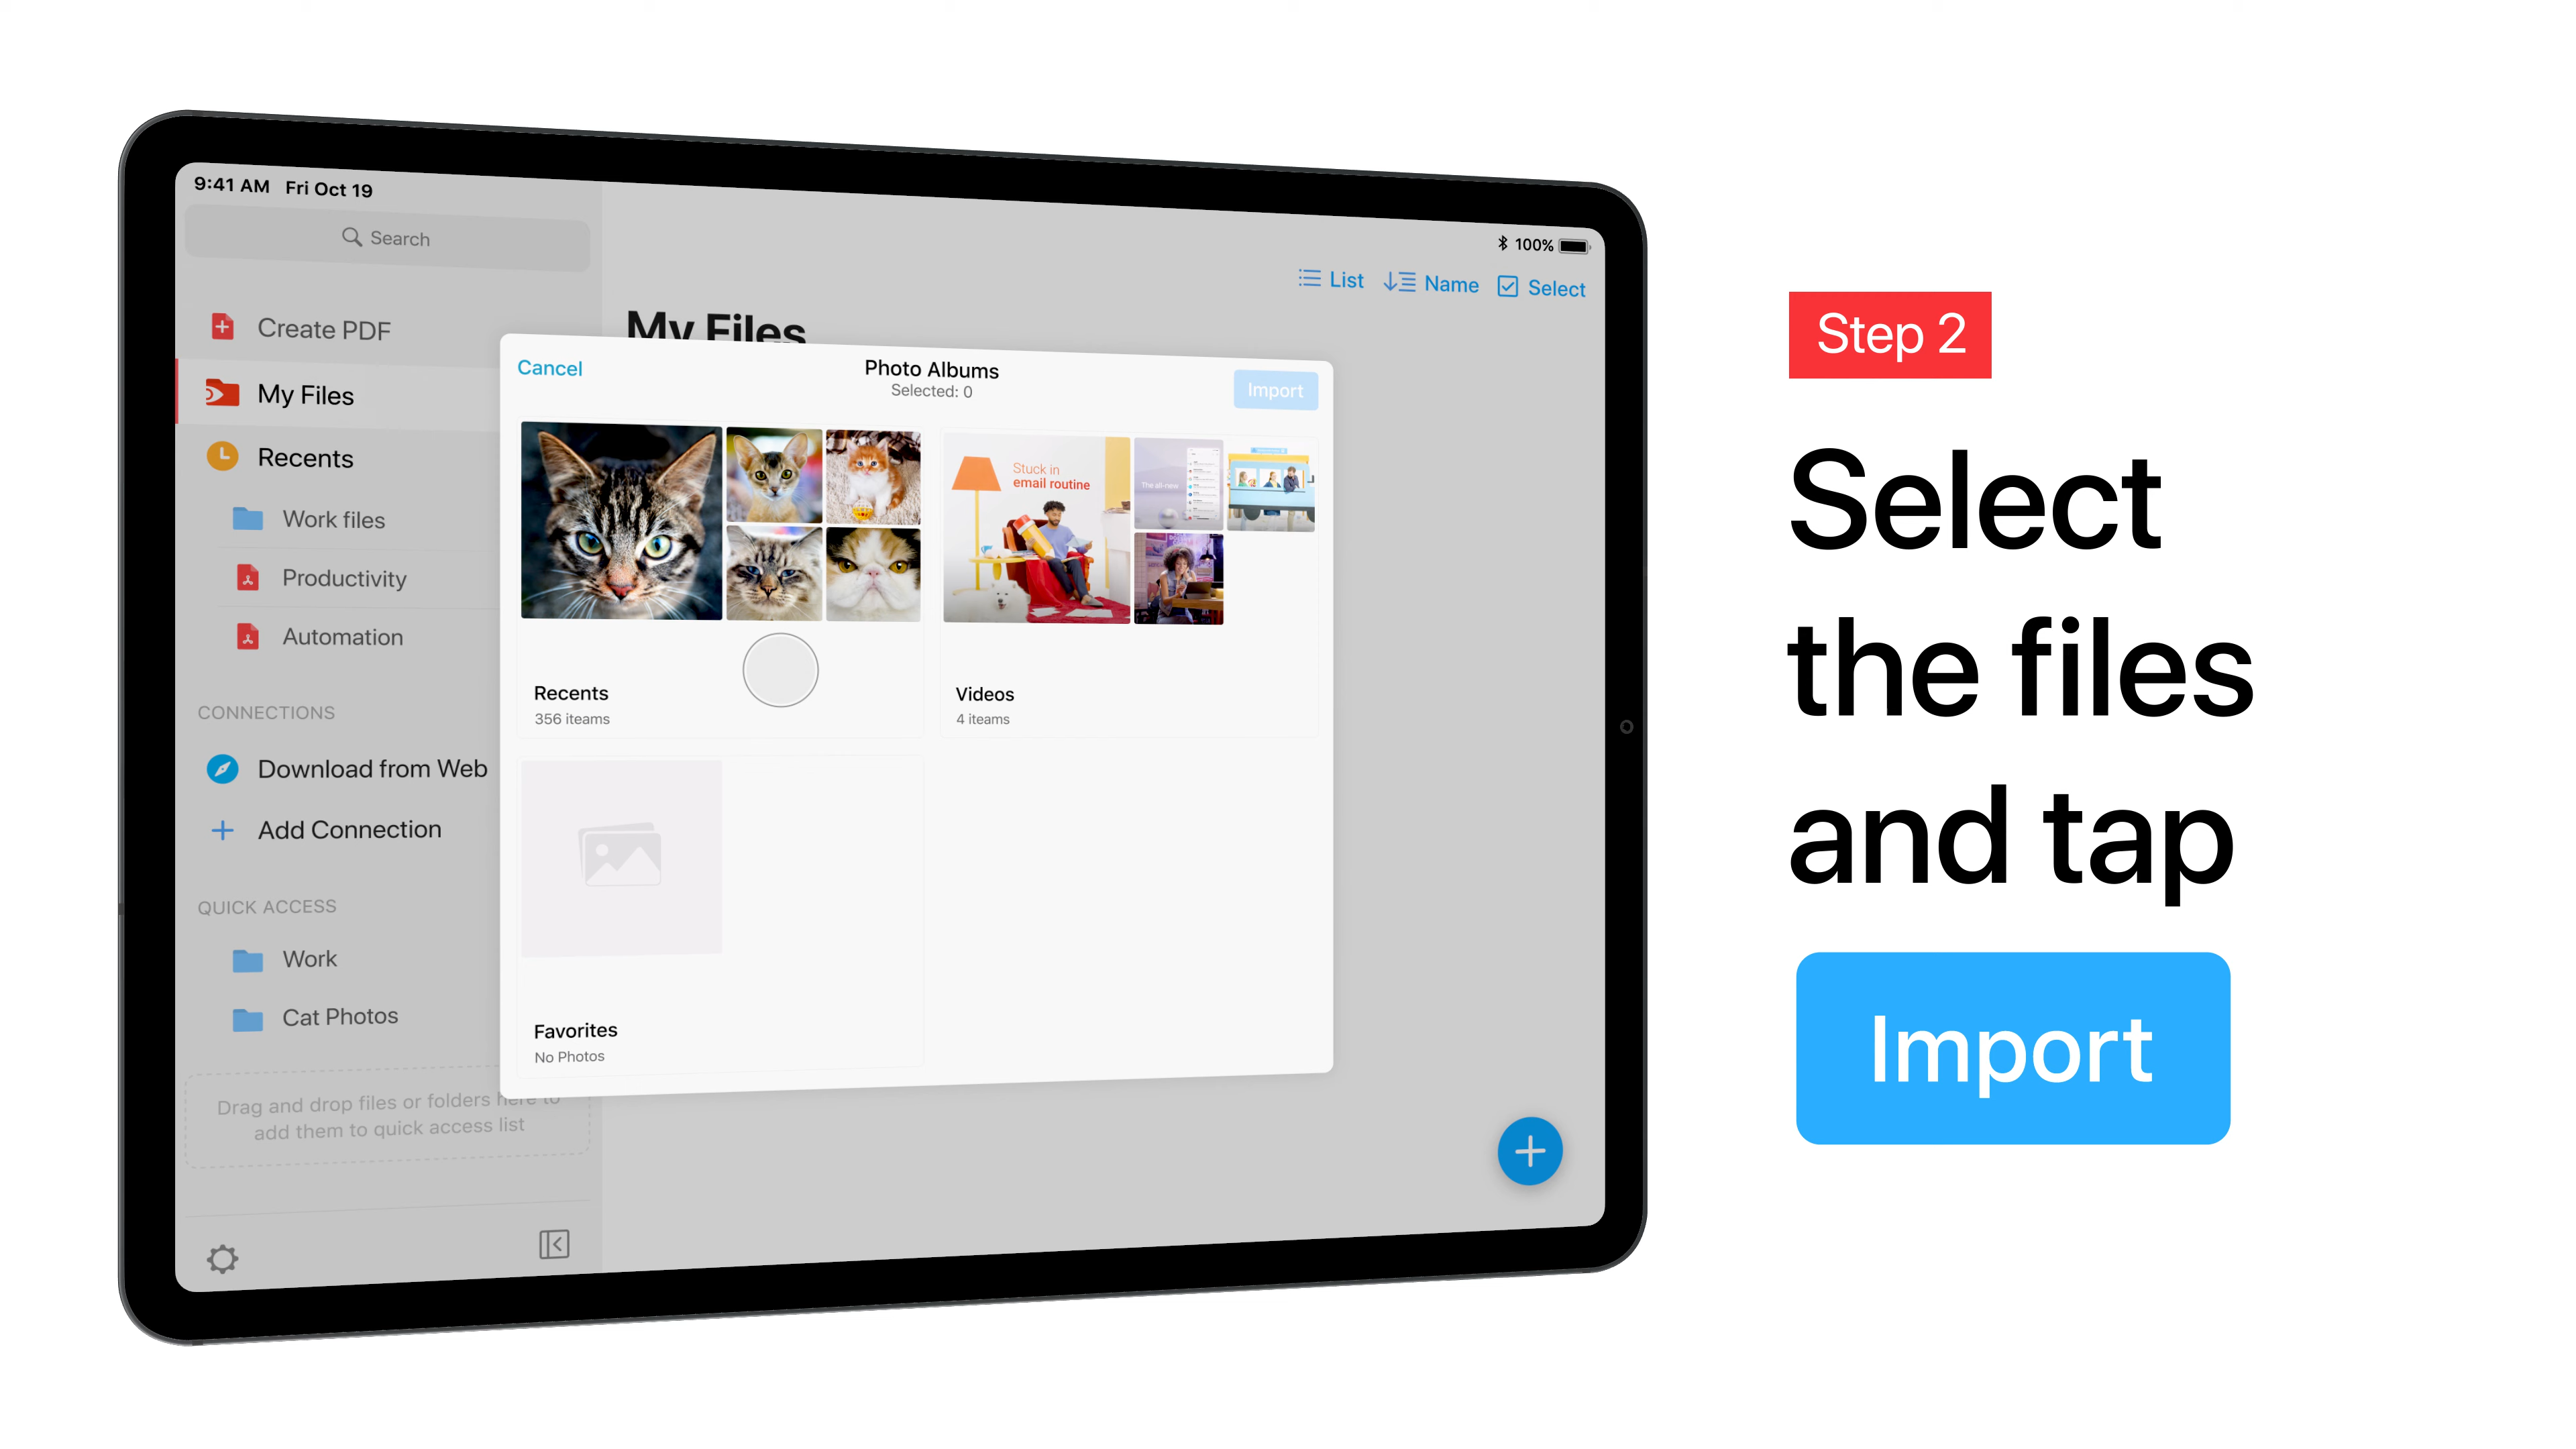 9:41 AM Fri Oct 19
100%
Search
List
Name
Select
Create PDF
My Files
My Files
Recents
Work files
Productivity
Automation
CONNECTIONS
Download from Web
Add Connection
QUICK ACCESS
Work
Cat Photos
Drag and drop files or folders here to
add them to quick access list
Cancel
Photo Albums
Selected: 0
Import
Stuck in
email routine
The all-new
Recents
356 iteams
Videos
4 iteams
Favorites
No Photos
Step 2
Select
the files
and tap
Import